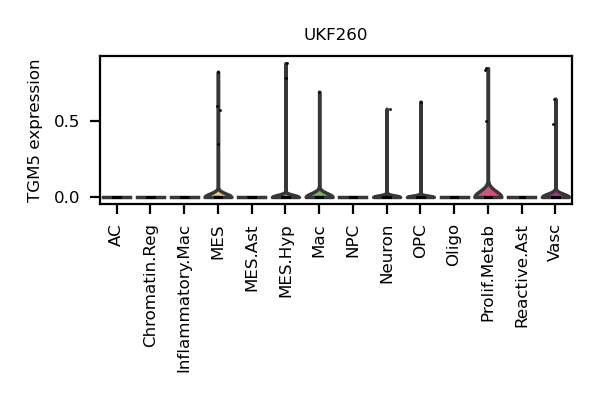 UKF260
TGM5 expression
0.5
0.0
AC
Chromatin.Reg
Inflammatory.Mac
MES
MES.Ast
MES.Hyp
Mac
NPC
Neuron
OPC
Oligo
Prolif.Metab
Reactive.Ast
Vasc